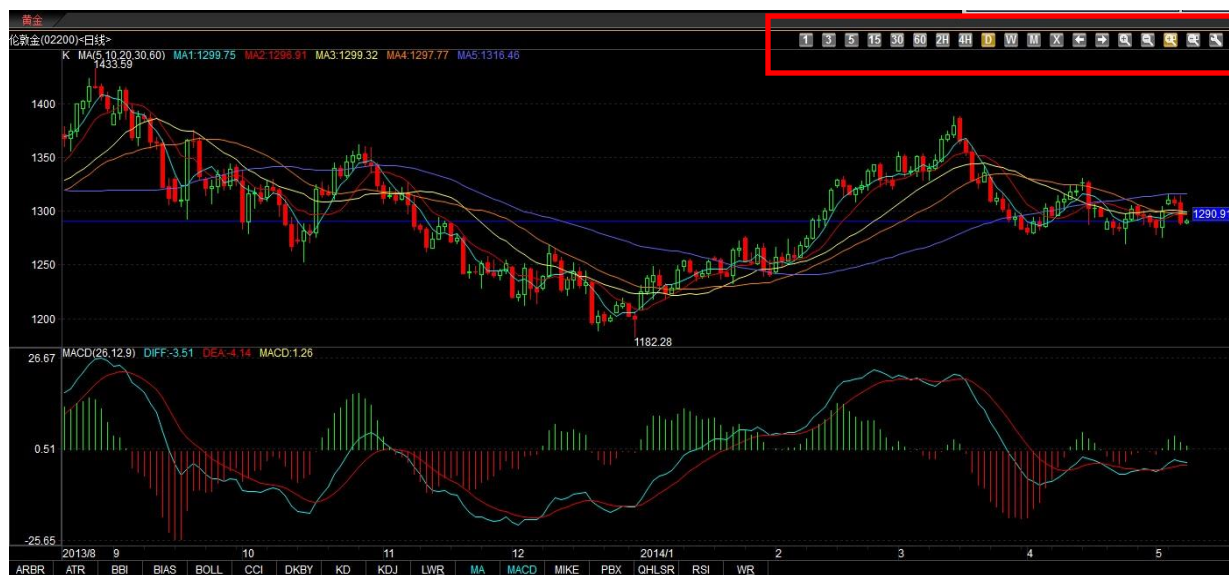 黄金
伦敦金(02200)<日线>
1 3 5 15 30 60 2H 4H D W M X
K MA(5,10,20,30,60) MA1:1299.75 MA2:1296.91 MA3:1299.32 MA4:1297.77 MA5:1316.46
1433.59
1400
1350
1300
1290.91
1250
1200
1182.28
MACD(26,12,9) DIFF:-3.51 DEA:-4.14 MACD:1.26
26.67
0.51
-25.65
2013/8 9 10 11 12 2014/1 2 3 4 5
ARBR ATR BBI BIAS BOLL CCI DKBY KD KDJ LWR MA MACD MIKE PBX QHLSR RSI WR